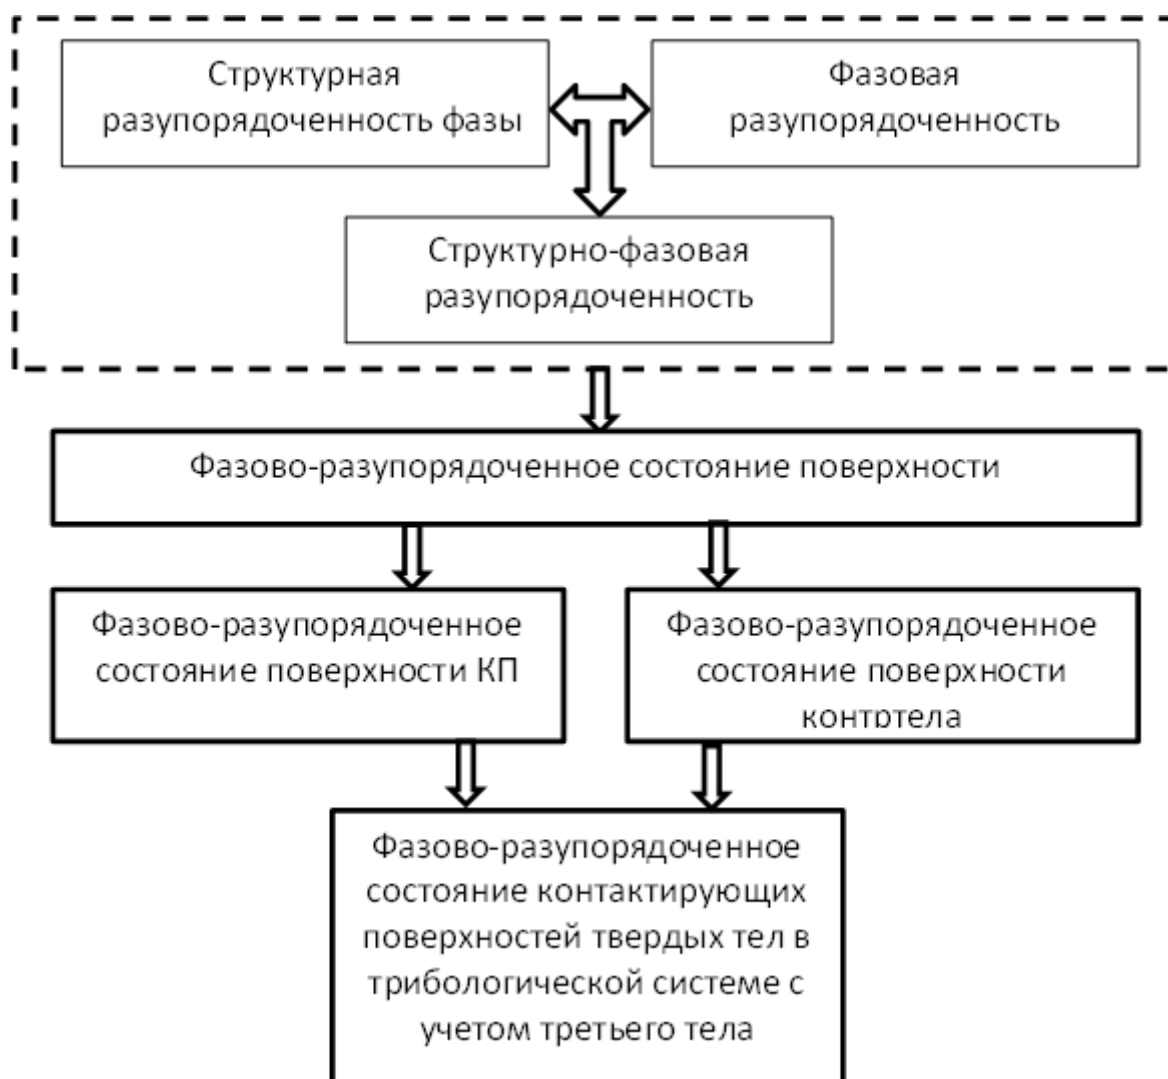 Структурная
разупорядоченность фазы
Фазовая
разупорядоченность
Структурно-фазовая
разупорядоченность
Фазово-разупорядоченное состояние поверхности
Фазово-разупорядоченное
состояние поверхности КП
Фазово-разупорядоченное
состояние поверхности
контртела
Фазово-разупорядоченное
состояние контактирующих
поверхностей твердых тел в
трибологической системе с
учетом третьего тела